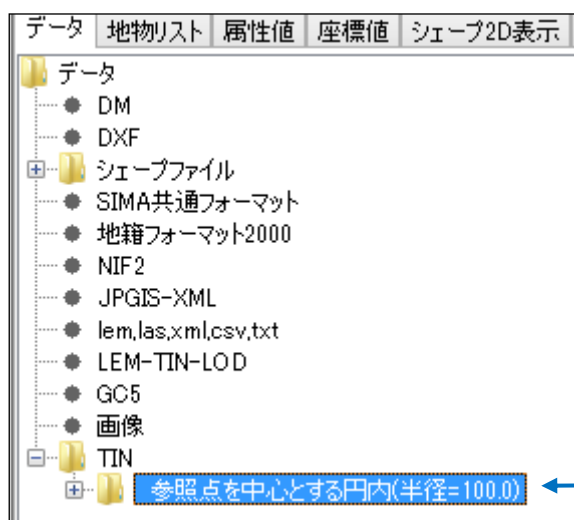 データ 地物リスト 属性値 座標値 シェープ2D表示
データ
DM
DXF
シェープファイル
SIMA共通フォーマット
地籍フォーマット2000
NIF2
JPGIS-XML
lem,las,xml,csv,txt
LEM-TIN-LOD
GC5
画像
TIN
参照点を中心とする円内(半径=100.0)